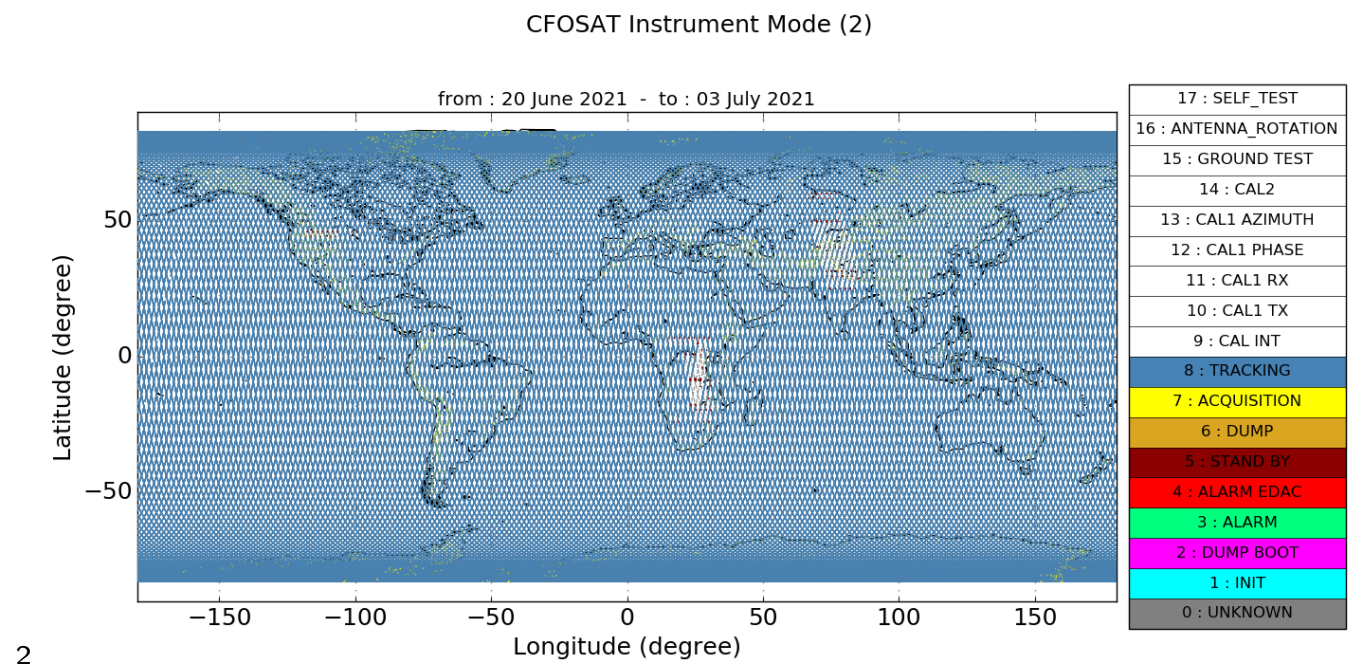 CFOSAT Instrument Mode (2)
from : 20 June 2021 - to : 03 July 2021
17 : SELF_TEST
16 : ANTENNA_ROTATION
15 : GROUND TEST
14 : CAL2
13 : CAL1 AZIMUTH
12 : CAL1 PHASE
11 : CAL1 RX
10 : CAL1 TX
9 : CAL INT
8 : TRACKING
7 : ACQUISITION
6 : DUMP
5 : STAND BY
4 : ALARM EDAC
3 : ALARM
2 : DUMP BOOT
1 : INIT
0 : UNKNOWN
Latitude (degree)
50
0
−50
−150 −100 −50 0 50 100 150
Longitude (degree)
2